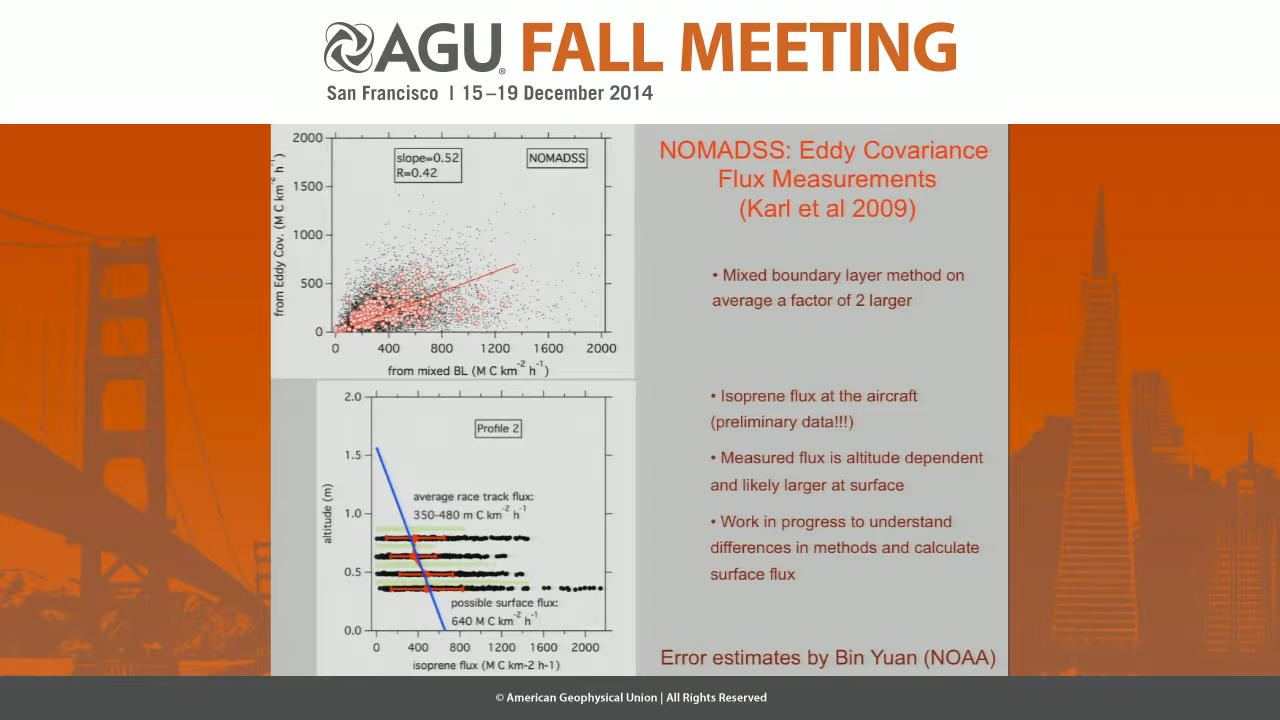 AGU® FALL MEETING
San Francisco | 15–19 December 2014
2000
1500
1000
500
0
from Eddy Cov. (M C km-2 h-1)
slope=0.52
R=0.42
NOMADSS
0 400 800 1200 1600 2000
from mixed BL (M C km-2 h-1)
2.0
1.5
1.0
0.5
0.0
altitude (m)
Profile 2
average race track flux:
350-480 m C km-2 h-1
possible surface flux:
640 M C km-2 h-1
0 400 800 1200 1600 2000
isoprene flux (M C km-2 h-1)
NOMADSS: Eddy Covariance
Flux Measurements
(Karl et al 2009)
• Mixed boundary layer method on
average a factor of 2 larger
• Isoprene flux at the aircraft
(preliminary data!!!)
• Measured flux is altitude dependent
and likely larger at surface
• Work in progress to understand
differences in methods and calculate
surface flux
Error estimates by Bin Yuan (NOAA)
© American Geophysical Union | All Rights Reserved